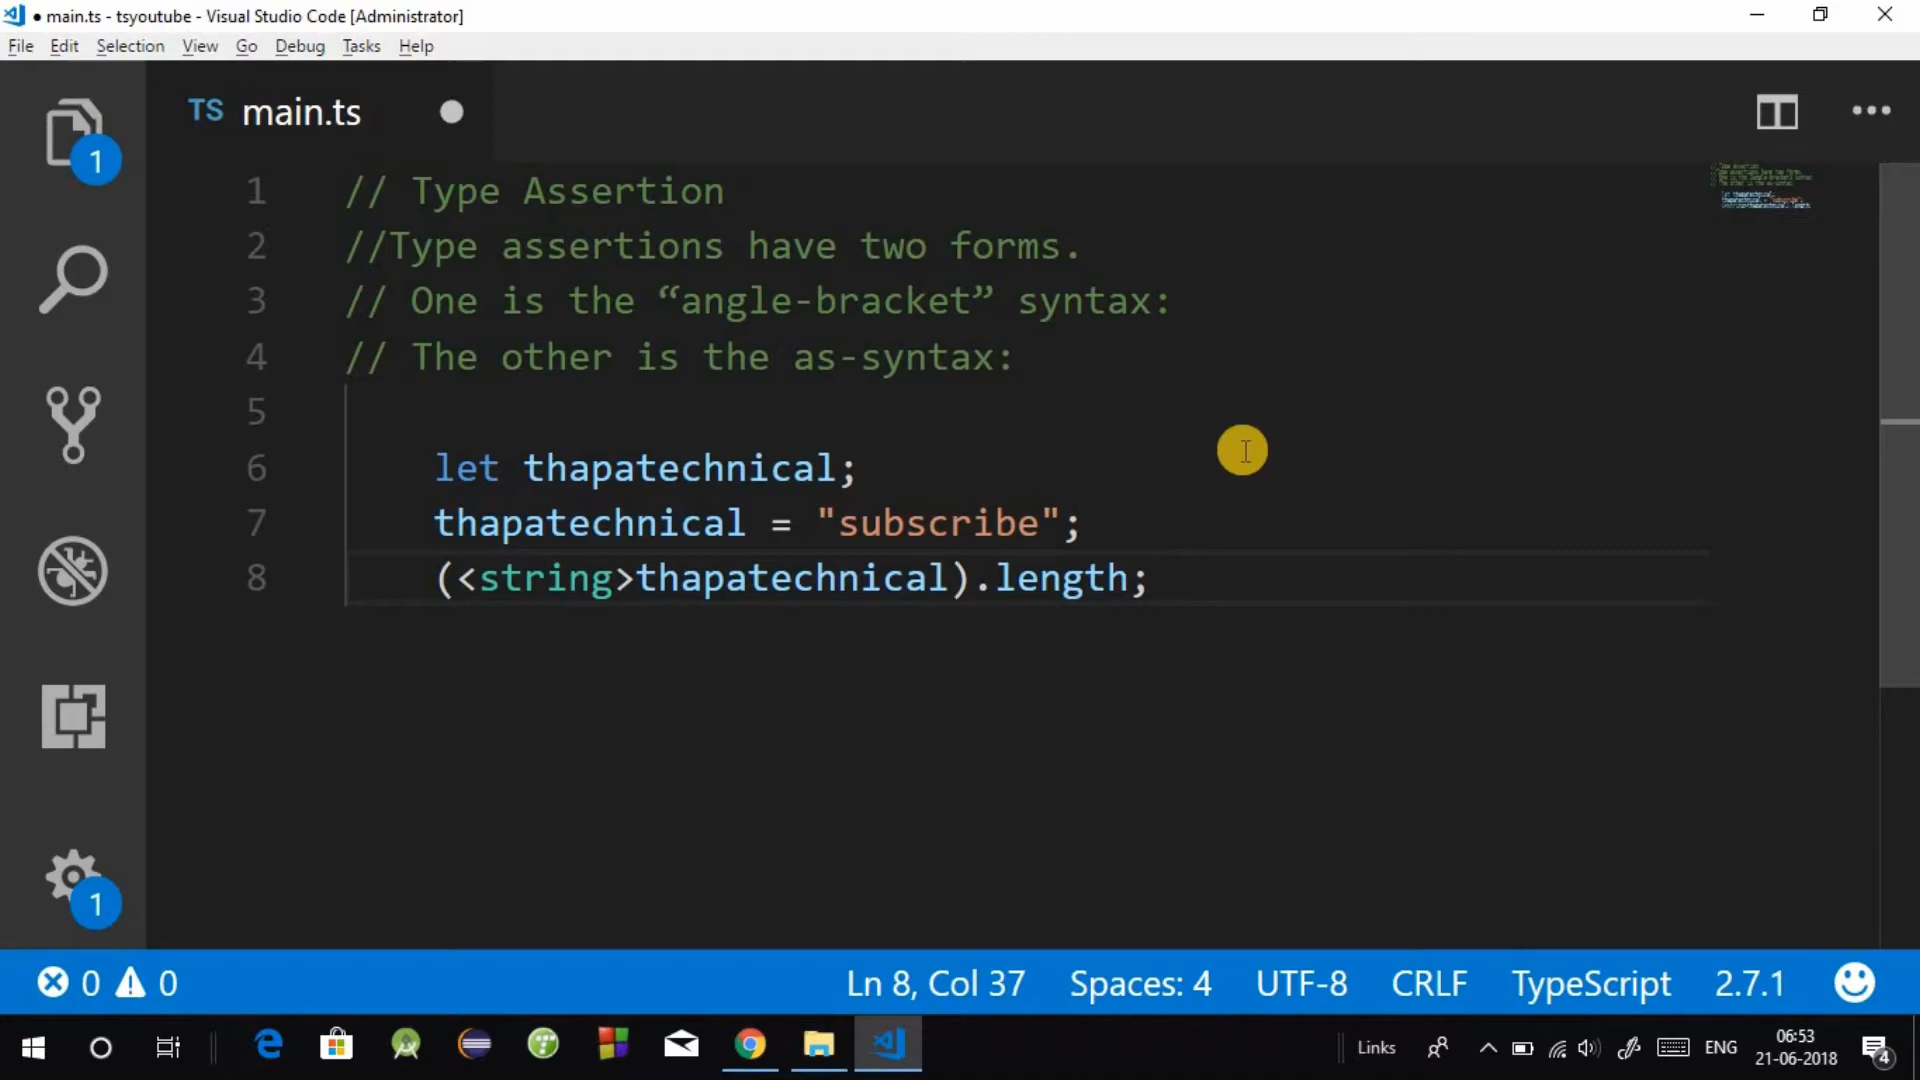 ● main.ts - tsyoutube - Visual Studio Code [Administrator]
File Edit Selection View Go Debug Tasks Help
TS main.ts
1
1 // Type Assertion
2 //Type assertions have two forms.
3 // One is the “angle-bracket” syntax:
4 // The other is the as-syntax:
5
6 let thapatechnical;
7 thapatechnical = "subscribe";
8 (<string>thapatechnical).length;
1
0 0 Ln 8, Col 37 Spaces: 4 UTF-8 CRLF TypeScript 2.7.1
Links ENG 06:53
21-06-2018 4